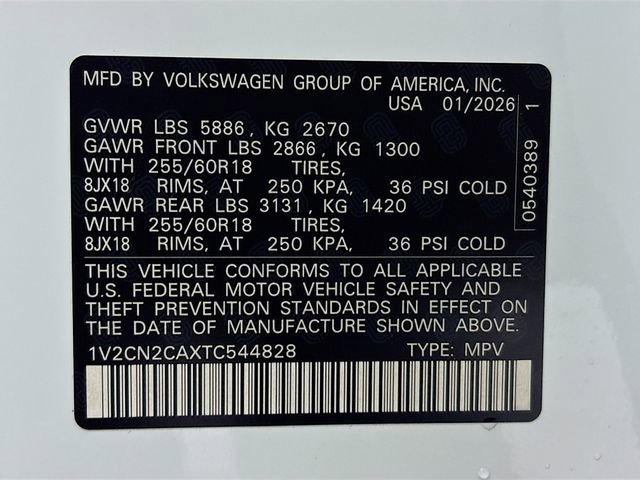 MFD BY VOLKSWAGEN GROUP OF AMERICA, INC.
USA 01/2026
GVWR LBS 5886, KG 2670
GAWR FRONT LBS 2866, KG 1300
WITH 255/60R18 TIRES,
8JX18 RIMS, AT 250 KPA, 36 PSI COLD
GAWR REAR LBS 3131, KG 1420
WITH 255/60R18 TIRES,
8JX18 RIMS, AT 250 KPA, 36 PSI COLD
THIS VEHICLE CONFORMS TO ALL APPLICABLE
U.S. FEDERAL MOTOR VEHICLE SAFETY AND
THEFT PREVENTION STANDARDS IN EFFECT ON
THE DATE OF MANUFACTURE SHOWN ABOVE.
1V2CN2CAXTC544828 TYPE: MPV
0540389 1